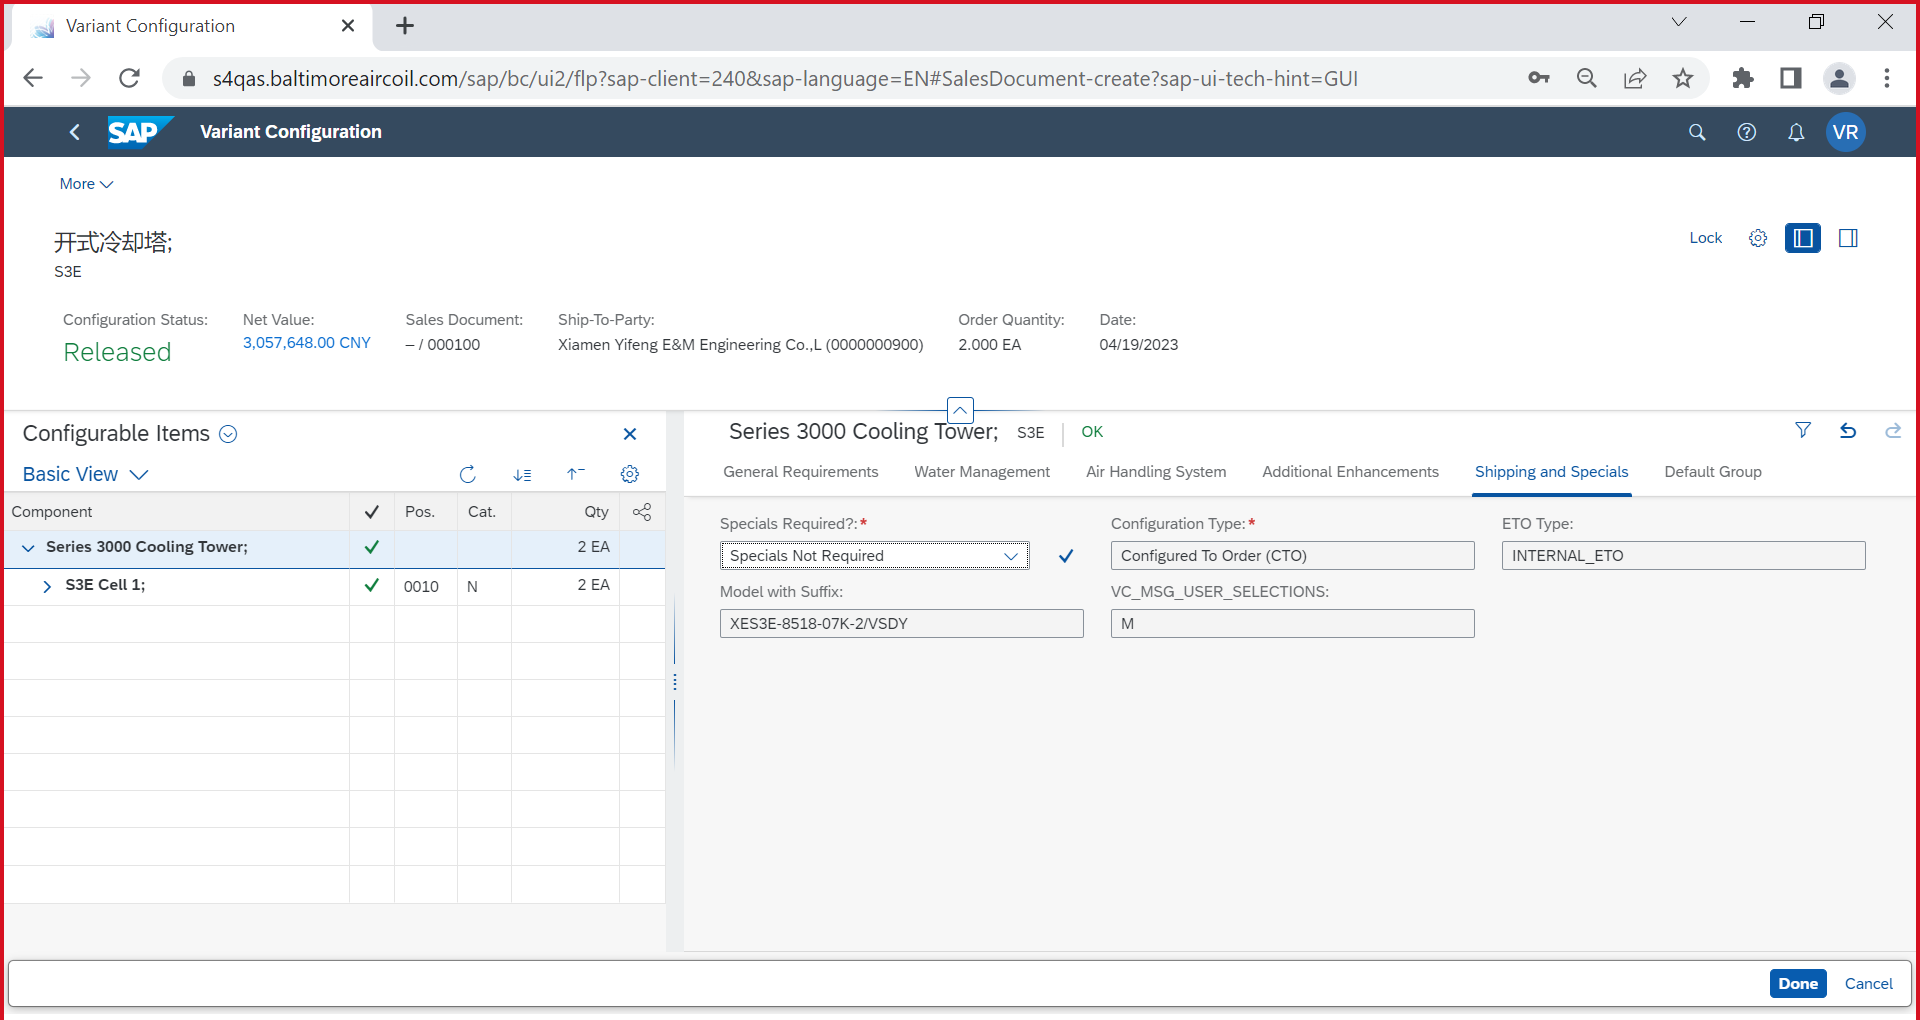 Variant Configuration
s4qas.baltimoreaircoil.com/sap/bc/ui2/flp?sap-client=240&sap-language=EN#SalesDocument-create?sap-ui-tech-hint=GUI
SAP Variant Configuration VR
More
开式冷却塔;
S3E
Lock
Configuration Status: Net Value: Sales Document: Ship-To-Party: Order Quantity: Date:
Released 3,057,648.00 CNY – / 000100 Xiamen Yifeng E&M Engineering Co.,L (0000000900) 2.000 EA 04/19/2023
Configurable Items
Basic View
Component Pos. Cat. Qty
Series 3000 Cooling Tower; 2 EA
S3E Cell 1; 0010 N 2 EA
Series 3000 Cooling Tower; S3E OK
General Requirements Water Management Air Handling System Additional Enhancements Shipping and Specials Default Group
Specials Required?:* Configuration Type:* ETO Type:
Specials Not Required Configured To Order (CTO) INTERNAL_ETO
Model with Suffix: VC_MSG_USER_SELECTIONS:
XES3E-8518-07K-2/VSDY M
Done Cancel